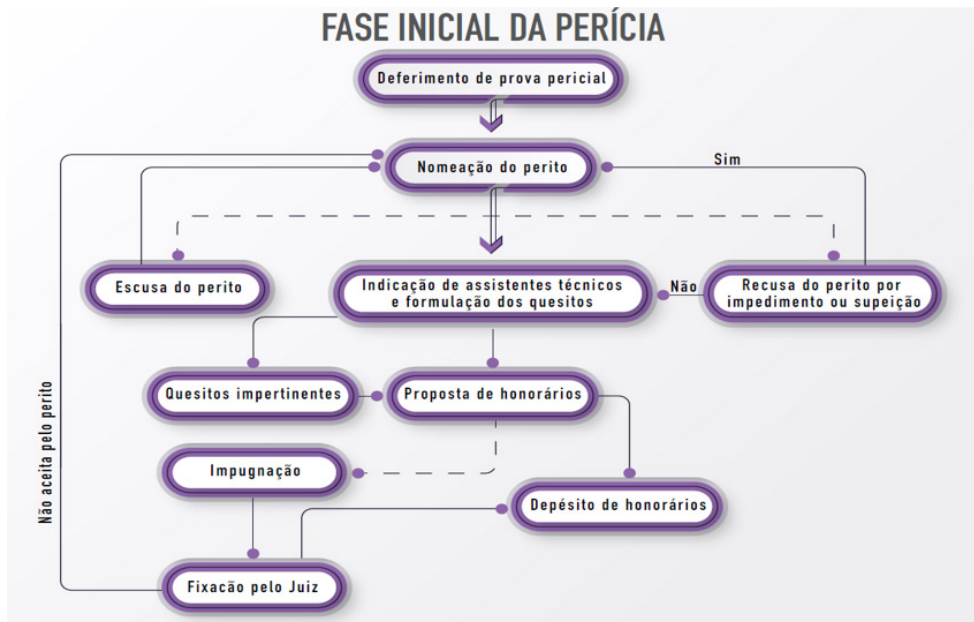 FASE INICIAL DA PERÍCIA
Deferimento de prova pericial
Nomeação do perito
Sim
Escusa do perito
Indicação de assistentes técnicos
e formulação dos quesitos
Não
Recusa do perito por
impedimento ou supeição
Quesitos impertinentes
Proposta de honorários
Não aceita pelo perito
Impugnação
Depósito de honorários
Fixacão pelo Juiz